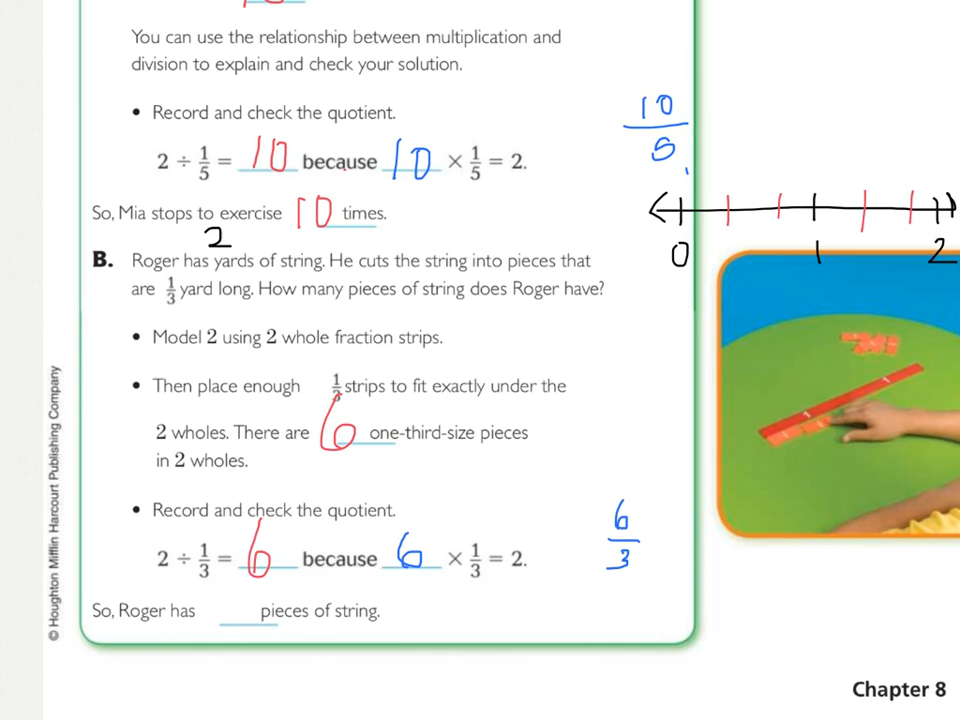 You can use the relationship between multiplication and
division to explain and check your solution.
• Record and check the quotient.
2 ÷ 1/5 = 10 because 10 × 1/5 = 2.
So, Mia stops to exercise 10 times.
2
B. Roger has yards of string. He cuts the string into pieces that
are 1/3 yard long. How many pieces of string does Roger have?
• Model 2 using 2 whole fraction strips.
• Then place enough 1/3 strips to fit exactly under the
2 wholes. There are 6 one-third-size pieces
in 2 wholes.
• Record and check the quotient.
2 ÷ 1/3 = 6 because 6 × 1/3 = 2.
So, Roger has ____ pieces of string.
10/5
0 1 2
6/3
© Houghton Mifflin Harcourt Publishing Company
Chapter 8